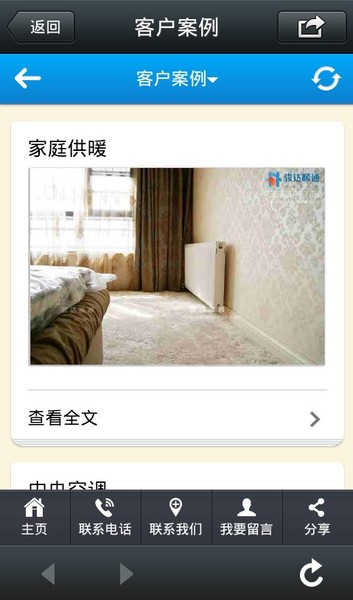 返回
客户案例
客户案例
家庭供暖
骏达暖通
查看全文
中央空调
主页
联系电话
联系我们
我要留言
分享